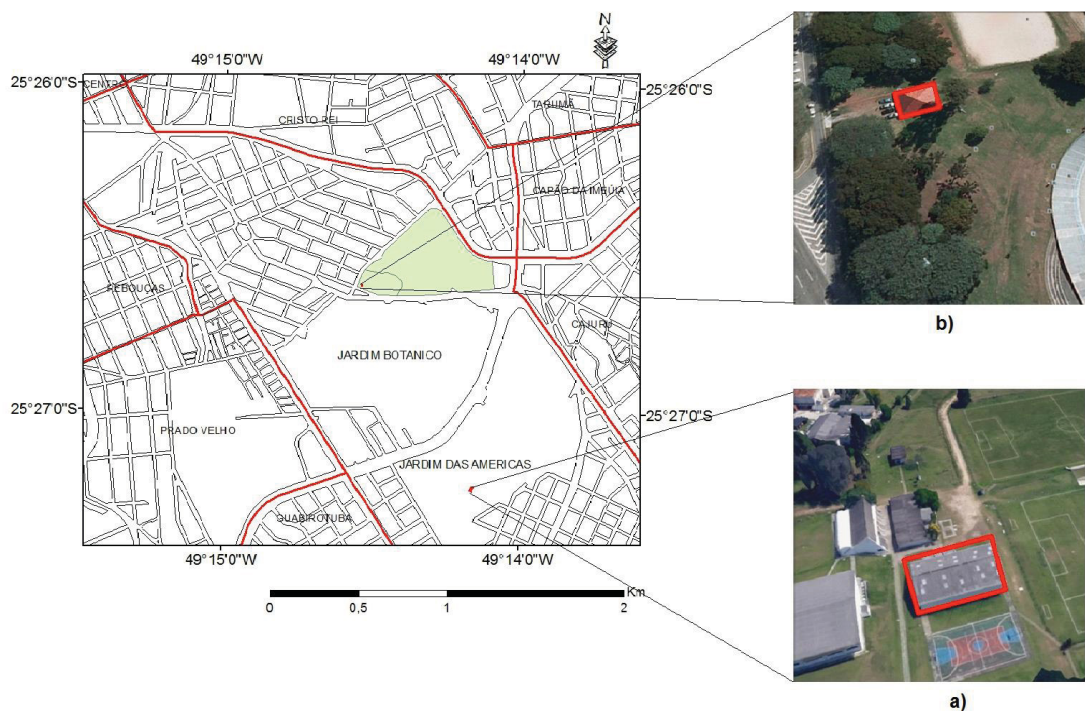 N
49°15'0"W
49°14'0"W
25°26'0"S
25°26'0"S
CENTRO
TARUMÃ
CRISTO REI
CAPÃO DA IMBÚIA
REBOUÇAS
CAJURU
JARDIM BOTANICO
b)
25°27'0"S
25°27'0"S
PRADO VELHO
JARDIM DAS AMERICAS
GUABIROTUBA
49°15'0"W
49°14'0"W
Km
0
0,5
1
2
a)